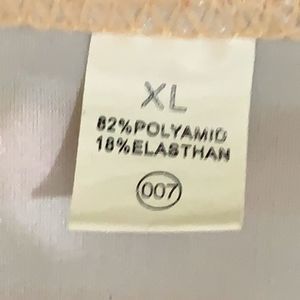 XL
82%POLYAMID
18%ELASTHAN
007